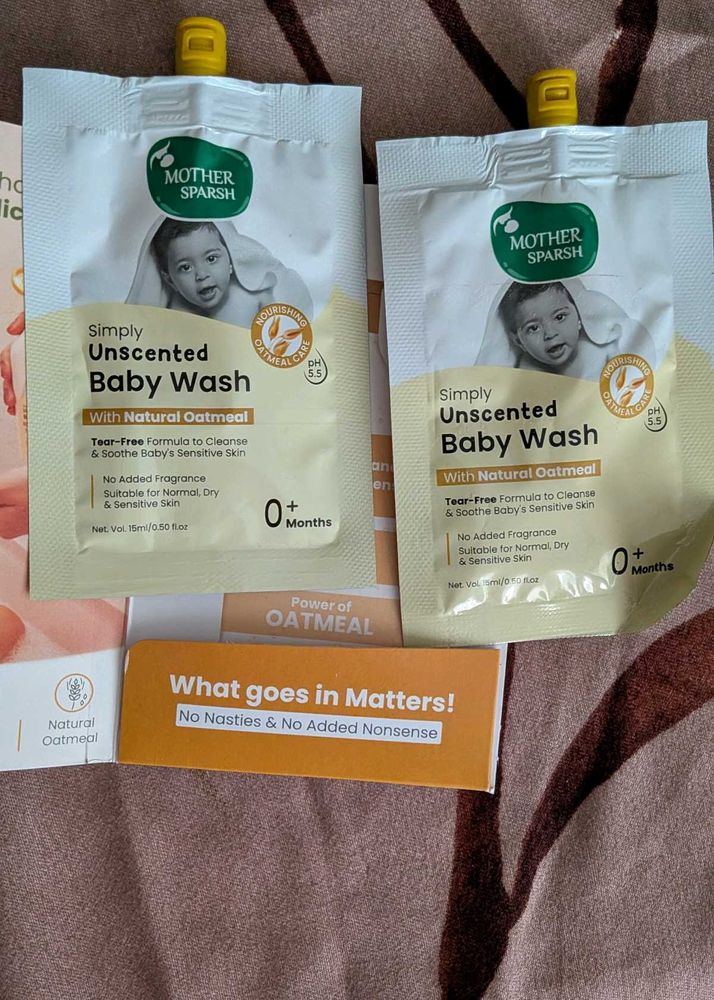 MOTHER
SPARSH
Simply
Unscented
Baby Wash
NOURISHING
OATMEAL CARE
pH
5.5
With Natural Oatmeal
Tear-Free Formula to Cleanse
& Soothe Baby's Sensitive Skin
No Added Fragrance
Suitable for Normal, Dry
& Sensitive Skin
0+
Months
Net. Vol. 15ml/0.50 fl.oz
MOTHER
SPARSH
Simply
Unscented
Baby Wash
NOURISHING
OATMEAL CARE
pH
5.5
With Natural Oatmeal
Tear-Free Formula to Cleanse
& Soothe Baby's Sensitive Skin
No Added Fragrance
Suitable for Normal, Dry
& Sensitive Skin
0+
Months
Net. Vol. 15ml/0.50 fl.oz
Power of
OATMEAL
What goes in Matters!
No Nasties & No Added Nonsense
Natural
Oatmeal